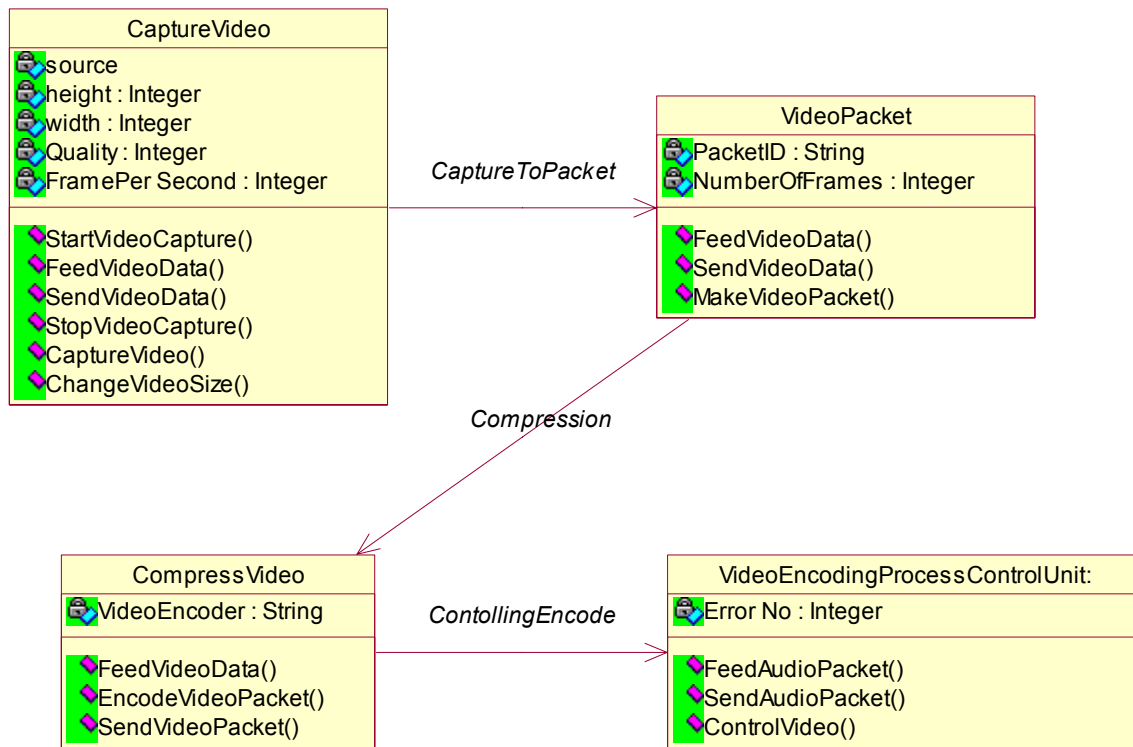 CaptureVideo
source
height : Integer
width : Integer
Quality : Integer
FramePer Second : Integer
StartVideoCapture()
FeedVideoData()
SendVideoData()
StopVideoCapture()
CaptureVideo()
ChangeVideoSize()
CaptureToPacket
VideoPacket
PacketID : String
NumberOfFrames : Integer
FeedVideoData()
SendVideoData()
MakeVideoPacket()
Compression
CompressVideo
VideoEncoder : String
FeedVideoData()
EncodeVideoPacket()
SendVideoPacket()
ContollingEncode
VideoEncodingProcessControlUnit:
Error No : Integer
FeedAudioPacket()
SendAudioPacket()
ControlVideo()